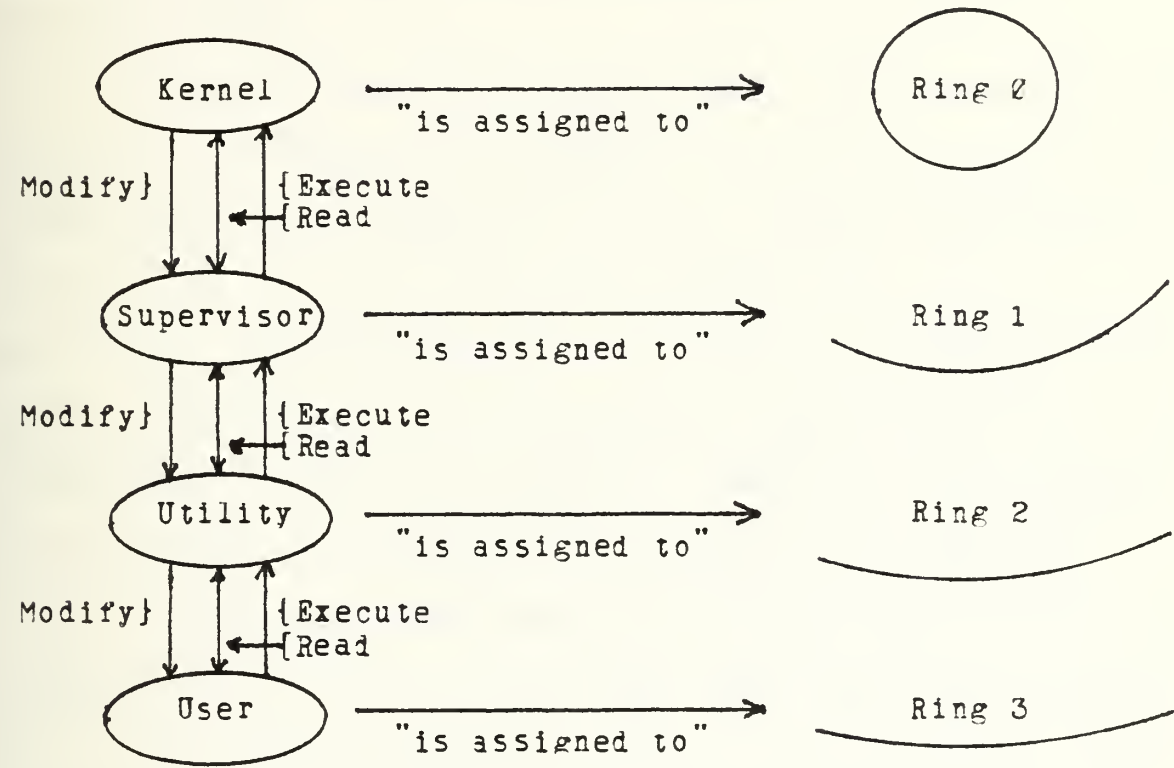 Kernel
"is assigned to"
Ring 0
Modify}
{Execute
{Read
Supervisor
"is assigned to"
Ring 1
Modify}
{Execute
{Read
Utility
"is assigned to"
Ring 2
Modify}
{Execute
{Read
User
"is assigned to"
Ring 3